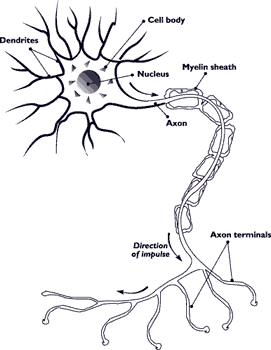 Cell body
Dendrites
Nucleus
Myelin sheath
Axon
Axon terminals
Direction
of impulse